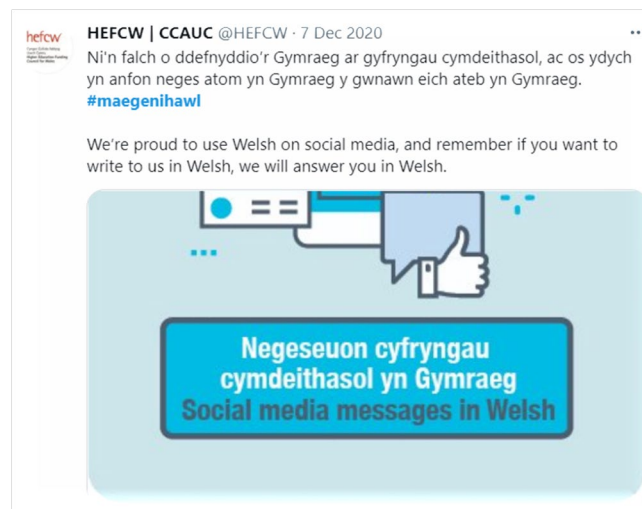 hefcw
HEFCW | CCAUC @HEFCW · 7 Dec 2020
Ni'n falch o ddefnyddio'r Gymraeg ar gyfryngau cymdeithasol, ac os ydych
yn anfon neges atom yn Gymraeg y gwnawn eich ateb yn Gymraeg.
#maegenihawl
We're proud to use Welsh on social media, and remember if you want to
write to us in Welsh, we will answer you in Welsh.
Negeseuon cyfryngau
cymdeithasol yn Gymraeg
Social media messages in Welsh